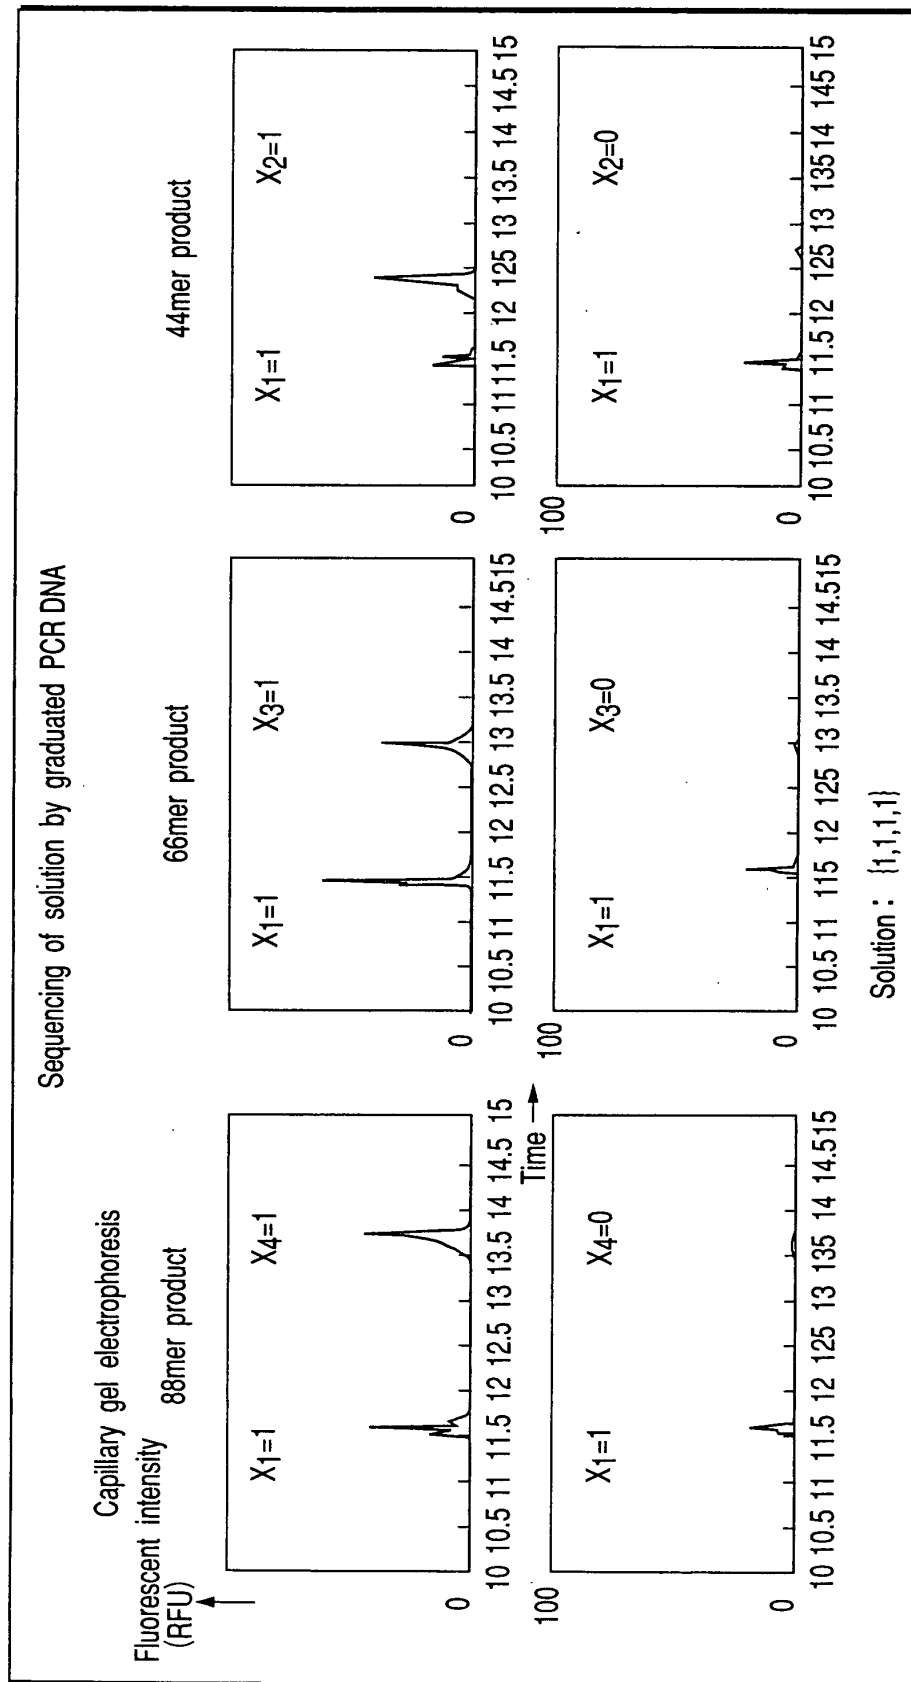 Sequencing of solution by graduated PCR DNA
Capillary gel electrophoresis
Fluorescent intensity
(RFU)
88mer product
66mer product
44mer product
X1=1
X4=1
0
10 10.5 11 11.5 12 12.5 13 13.5 14 14.5 15
X1=1
X3=1
0
10 10.5 11 11.5 12 12.5 13 13.5 14 14.515
X1=1
X2=1
0
10 10.5 1111.5 12 125 13 13.5 14 14.5 15
Time
100
X1=1
X4=0
0
10 10.5 11 11.5 12 125 13 135 14 14.515
100
X1=1
X3=0
0
10 10.5 11 115 12 125 13 13.5 14 14.515
100
X1=1
X2=0
0
10 10.5 11 11.5 12 125 13 135 14 145 15
Solution : {1,1,1,1}